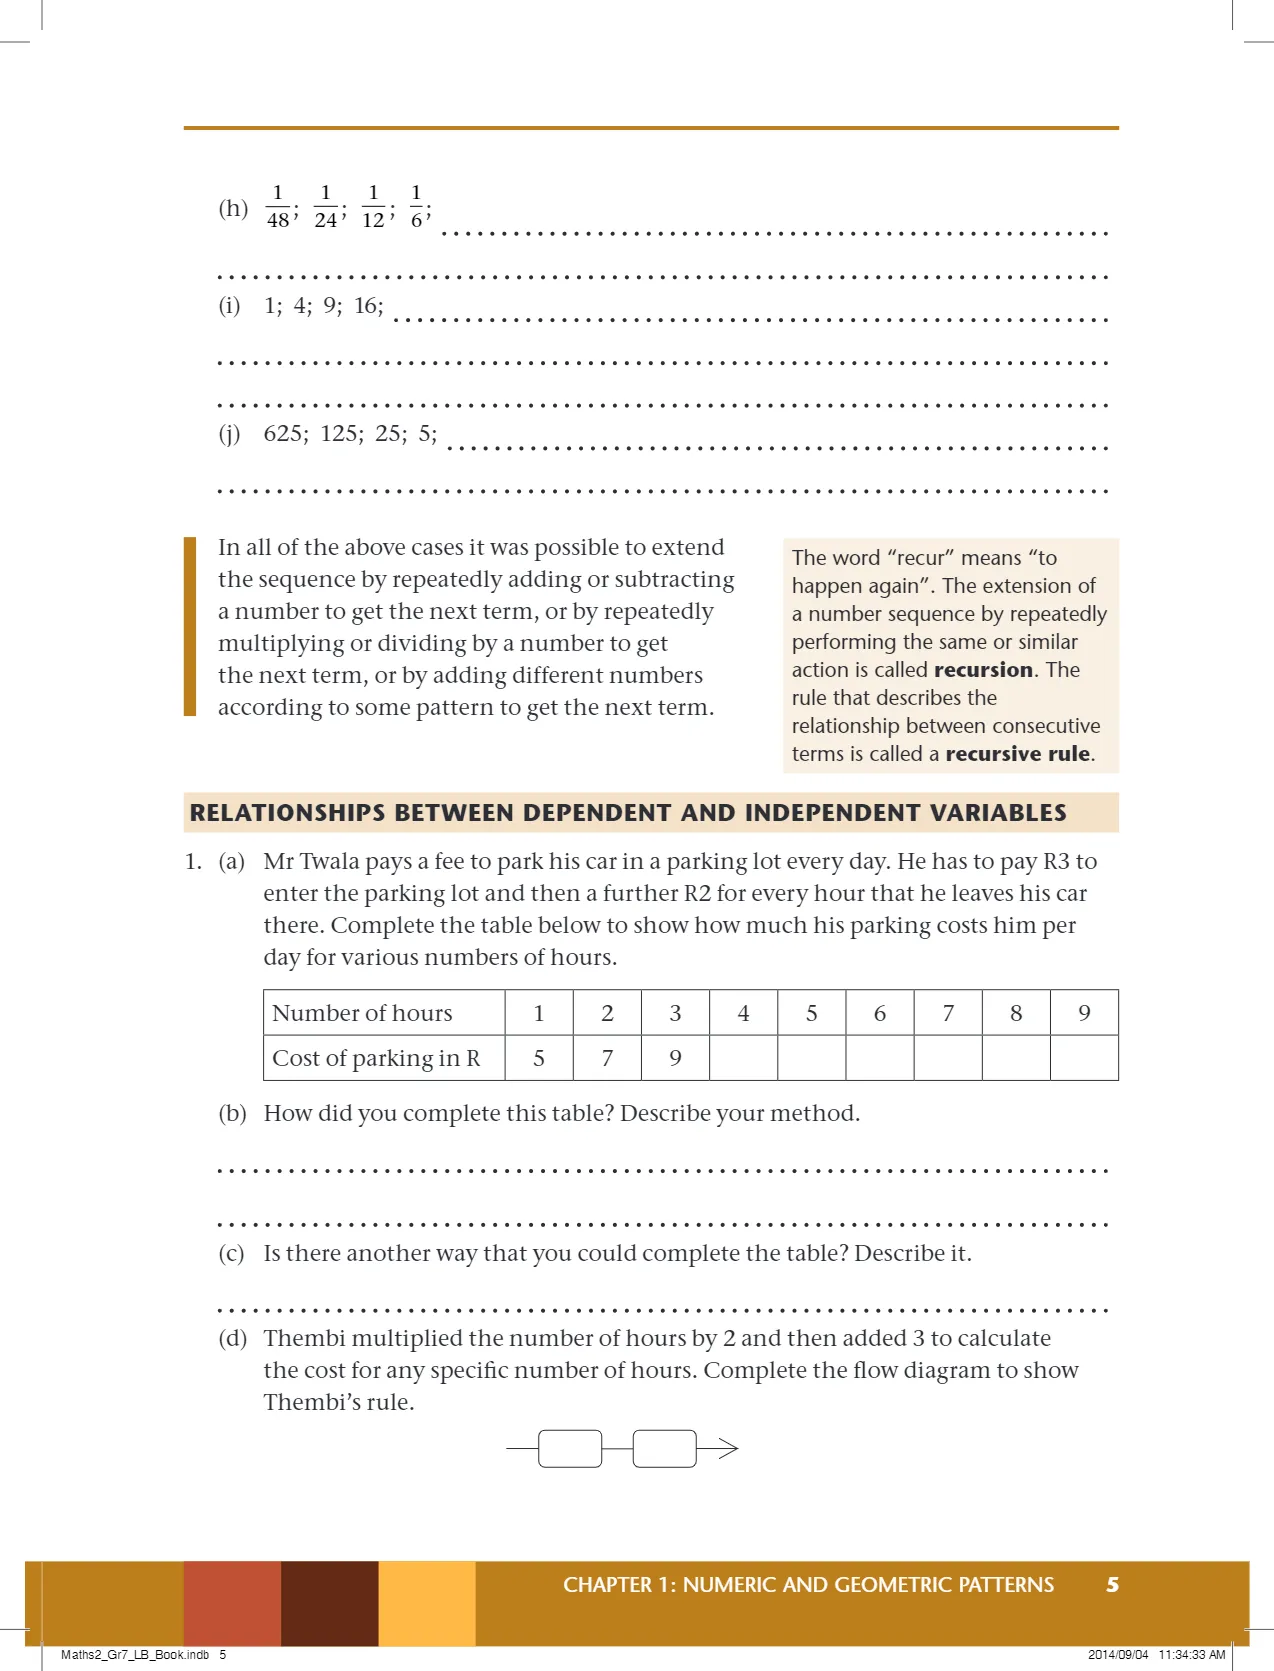 (h) 1/48; 1/24; 1/12; 1/6;
(i) 1; 4; 9; 16;
(j) 625; 125; 25; 5;
In all of the above cases it was possible to extend
the sequence by repeatedly adding or subtracting
a number to get the next term, or by repeatedly
multiplying or dividing by a number to get
the next term, or by adding different numbers
according to some pattern to get the next term.
The word “recur” means “to
happen again”. The extension of
a number sequence by repeatedly
performing the same or similar
action is called recursion. The
rule that describes the
relationship between consecutive
terms is called a recursive rule.
RELATIONSHIPS BETWEEN DEPENDENT AND INDEPENDENT VARIABLES
1. (a) Mr Twala pays a fee to park his car in a parking lot every day. He has to pay R3 to
enter the parking lot and then a further R2 for every hour that he leaves his car
there. Complete the table below to show how much his parking costs him per
day for various numbers of hours.
Number of hours 1 2 3 4 5 6 7 8 9
Cost of parking in R 5 7 9
(b) How did you complete this table? Describe your method.
(c) Is there another way that you could complete the table? Describe it.
(d) Thembi multiplied the number of hours by 2 and then added 3 to calculate
the cost for any specific number of hours. Complete the flow diagram to show
Thembi’s rule.
CHAPTER 1: NUMERIC AND GEOMETRIC PATTERNS 5
Maths2_Gr7_LB_Book.indb 5 2014/09/04 11:34:33 AM